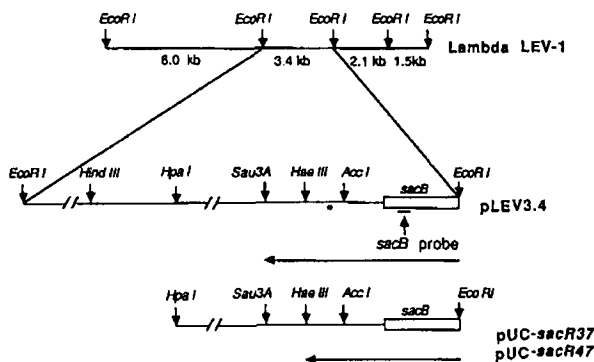 EcoR I EcoR I EcoR I EcoR I EcoR I
Lambda LEV-1
6.0 kb 3.4 kb 2.1 kb 1.5kb
EcoR I Hind III Hpa I Sau3A Hae III Acc I EcoR I
sacB
pLEV3.4
*
sacB probe
Hpa I Sau3A Hae III Acc I Eco RI
sacB
pUC-sacR37
pUC-sacR47